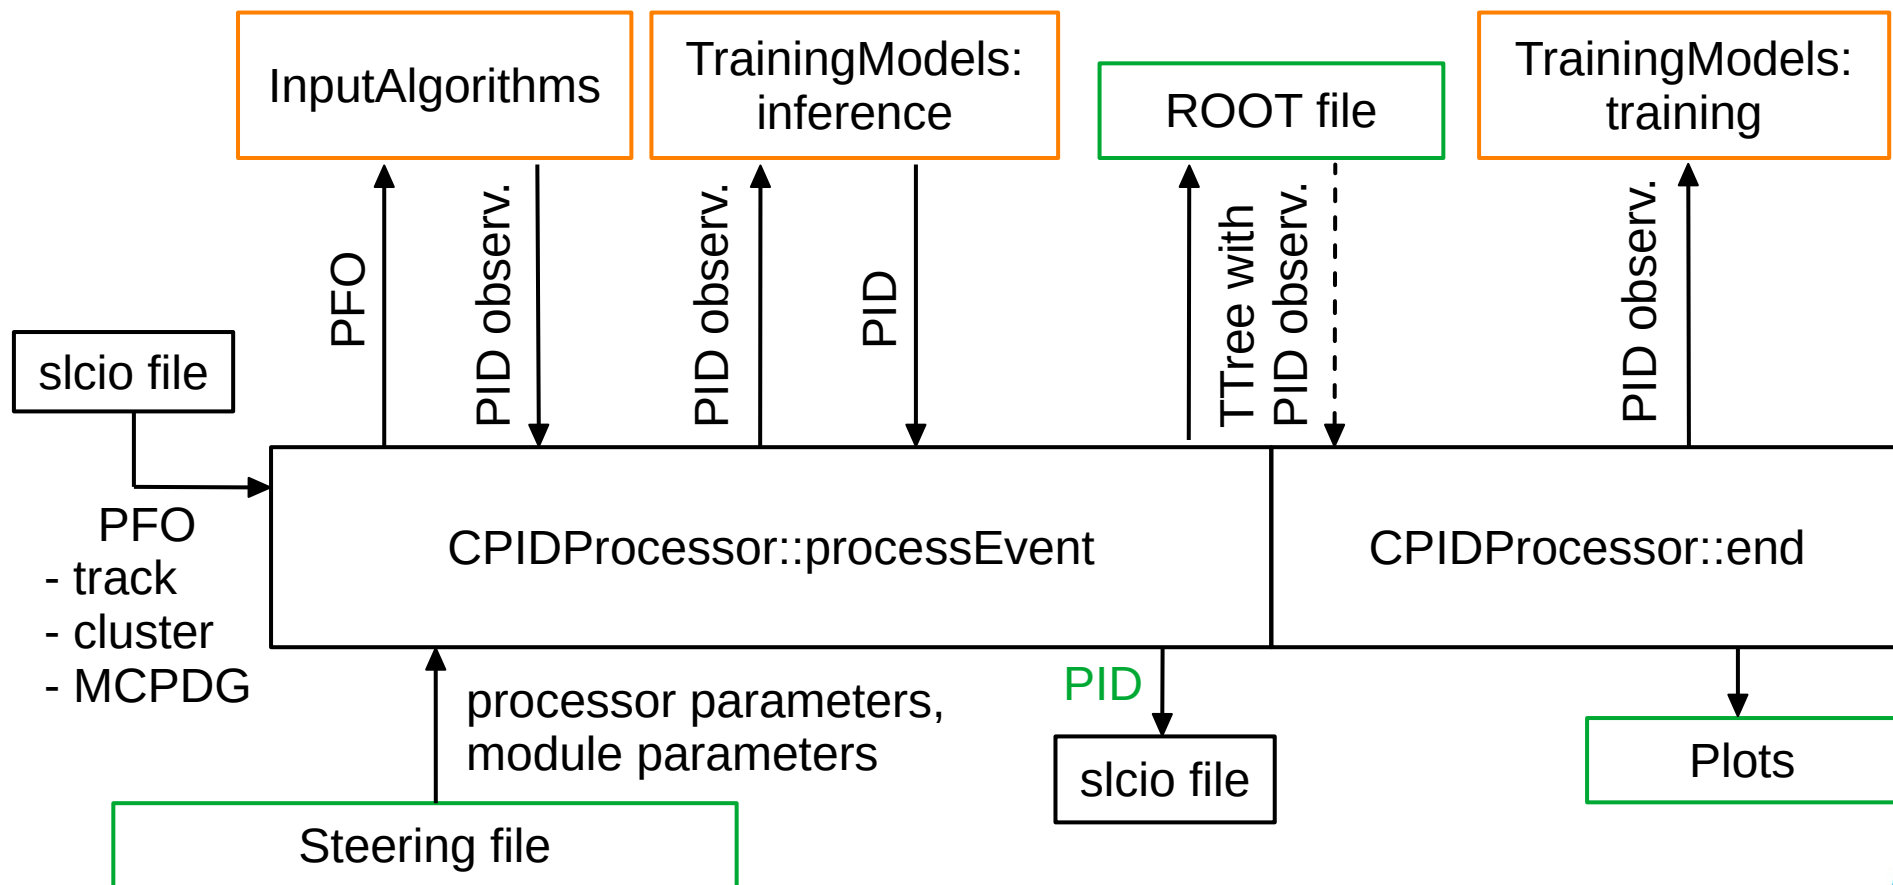 InputAlgorithms
TrainingModels:
inference
ROOT file
TrainingModels:
training
PFO
PID observ.
PID observ.
PID
TTree with
PID observ.
PID observ.
slcio file
PFO
- track
- cluster
- MCPDG
CPIDProcessor::processEvent
CPIDProcessor::end
processor parameters,
module parameters
PID
slcio file
Plots
Steering file